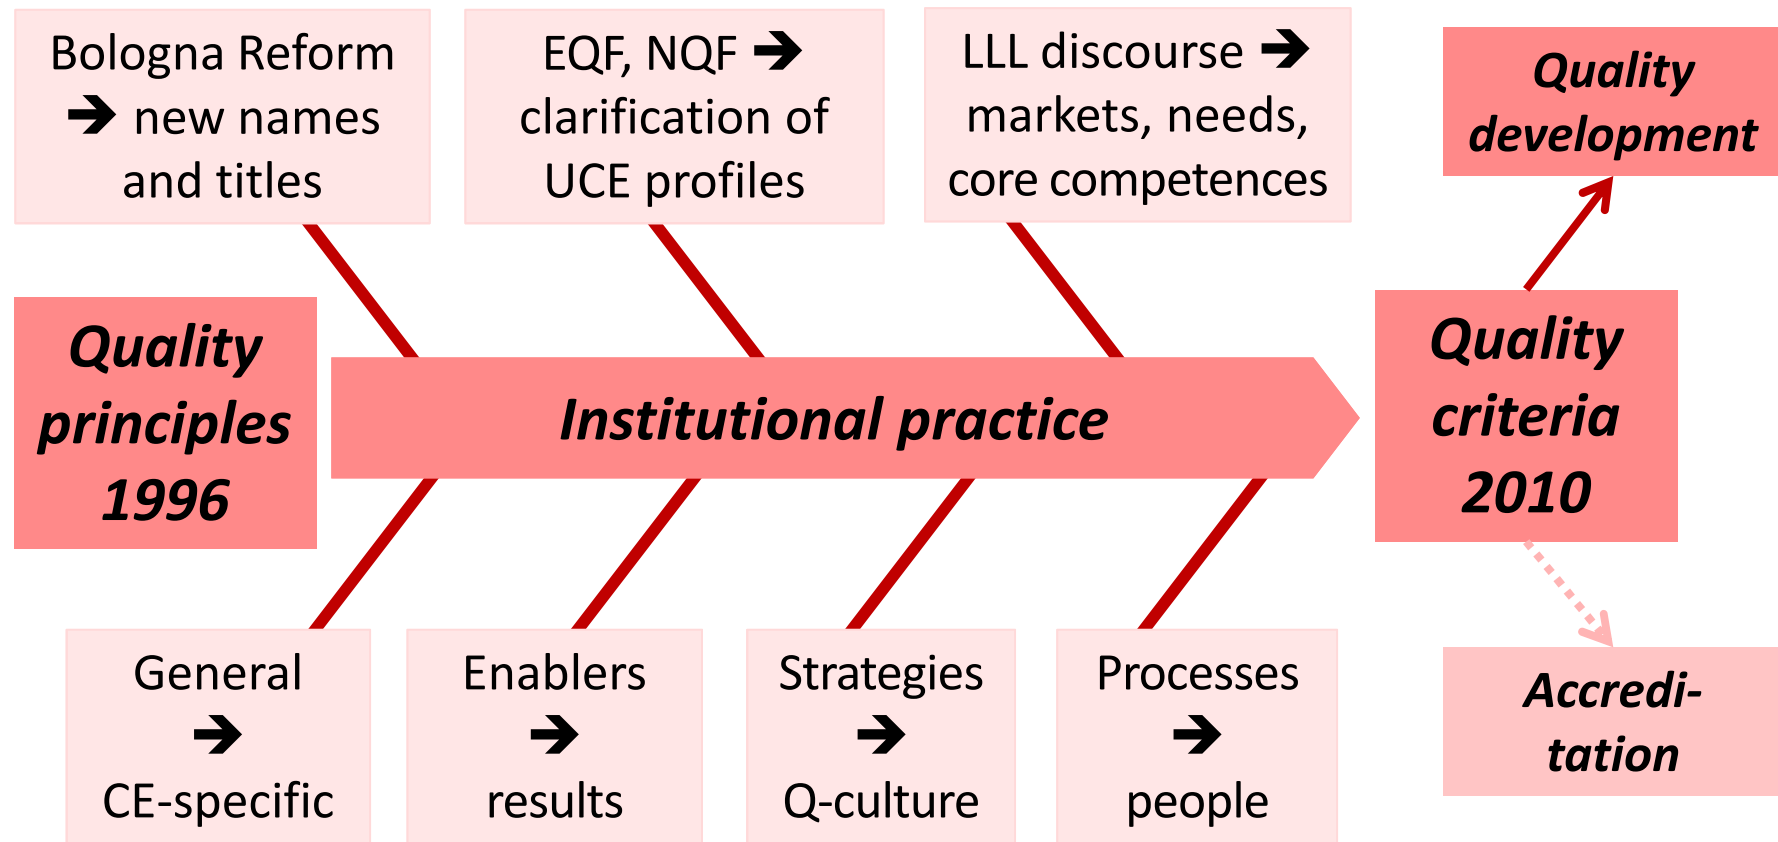 Bologna Reform
➔ new names
and titles
EQF, NQF ➔
clarification of
UCE profiles
LLL discourse ➔
markets, needs,
core competences
Quality
development
Quality
principles
1996
Institutional practice
Quality
criteria
2010
General
➔
CE-specific
Enablers
➔
results
Strategies
➔
Q-culture
Processes
➔
people
Accredi-
tation